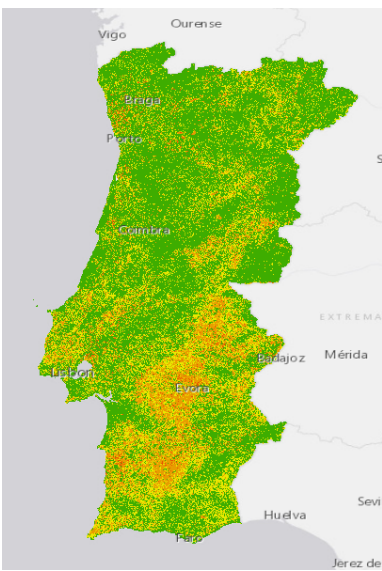 Ourense
Vigo
Braga
Porto
S
Coimbra
EXTREMA
Badajoz
Mérida
Lisbon
Evora
Sevi
Huelva
Faro
Jerez de